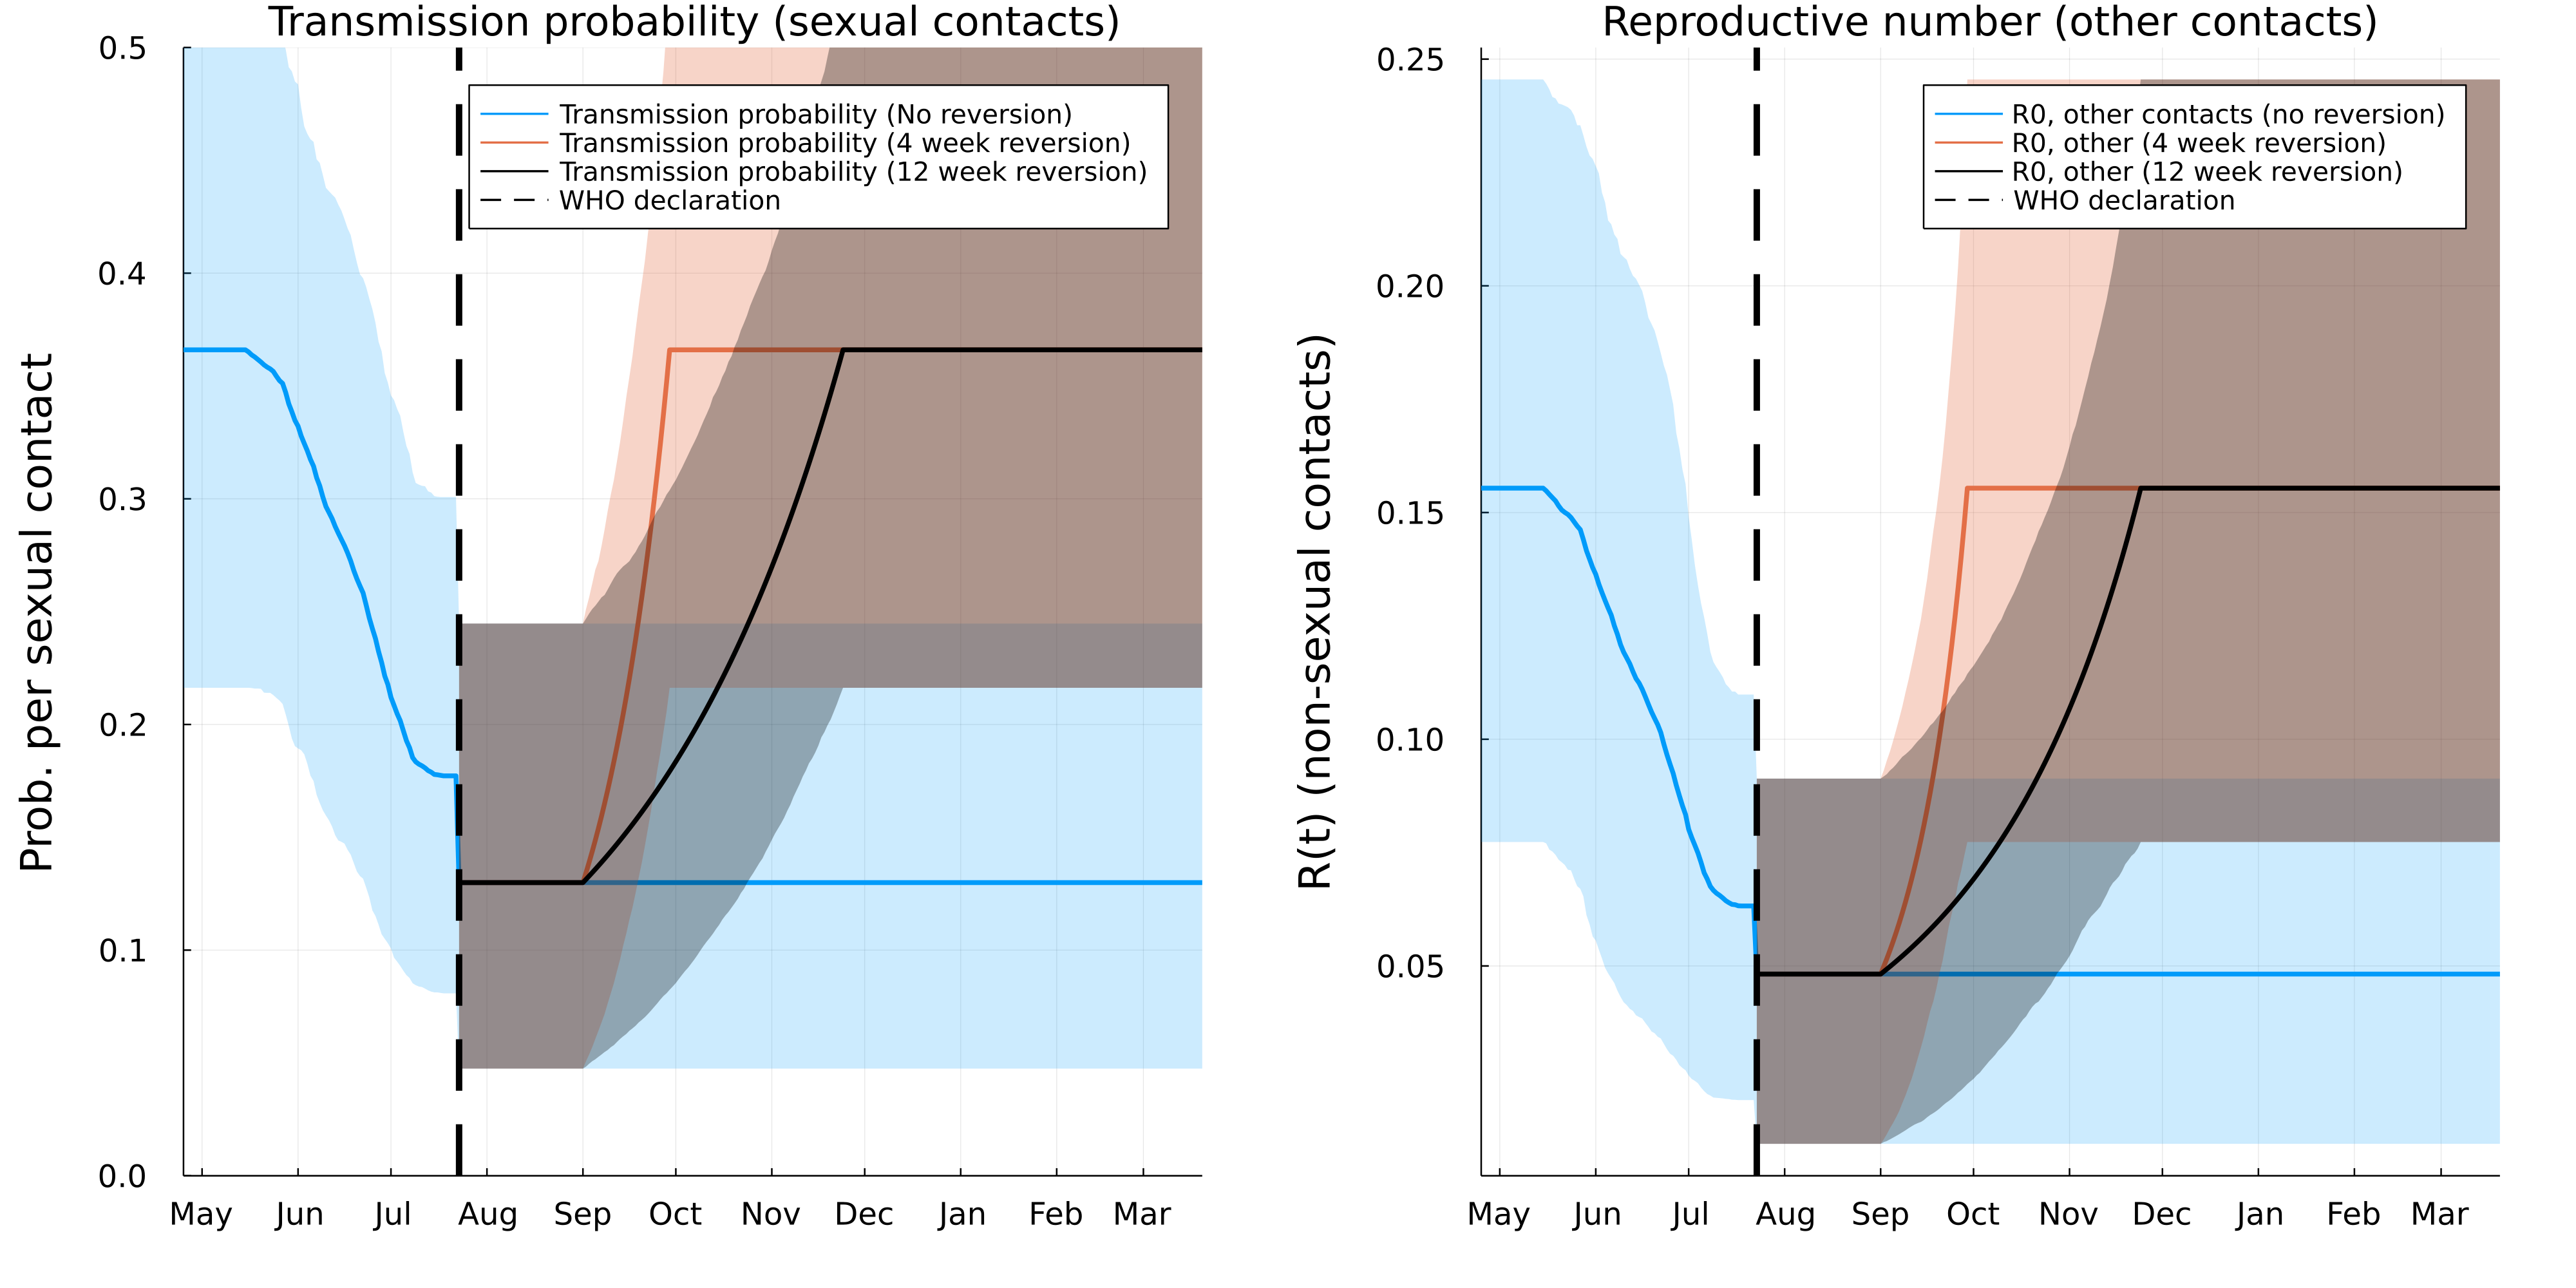 Transmission probability (sexual contacts)
Prob. per sexual contact
0.5
0.4
0.3
0.2
0.1
0.0
Transmission probability (No reversion)
Transmission probability (4 week reversion)
Transmission probability (12 week reversion)
WHO declaration
May Jun Jul Aug Sep Oct Nov Dec Jan Feb Mar
Reproductive number (other contacts)
R(t) (non-sexual contacts)
0.25
0.20
0.15
0.10
0.05
R0, other contacts (no reversion)
R0, other (4 week reversion)
R0, other (12 week reversion)
WHO declaration
May Jun Jul Aug Sep Oct Nov Dec Jan Feb Mar